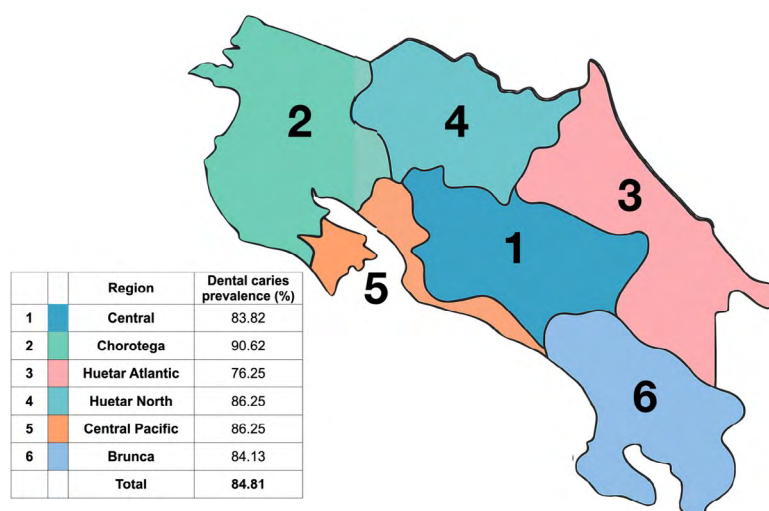 2
4
3
1
5
6
Region Dental caries prevalence (%)
1 Central 83.82
2 Chorotega 90.62
3 Huetar Atlantic 76.25
4 Huetar North 86.25
5 Central Pacific 86.25
6 Brunca 84.13
Total 84.81